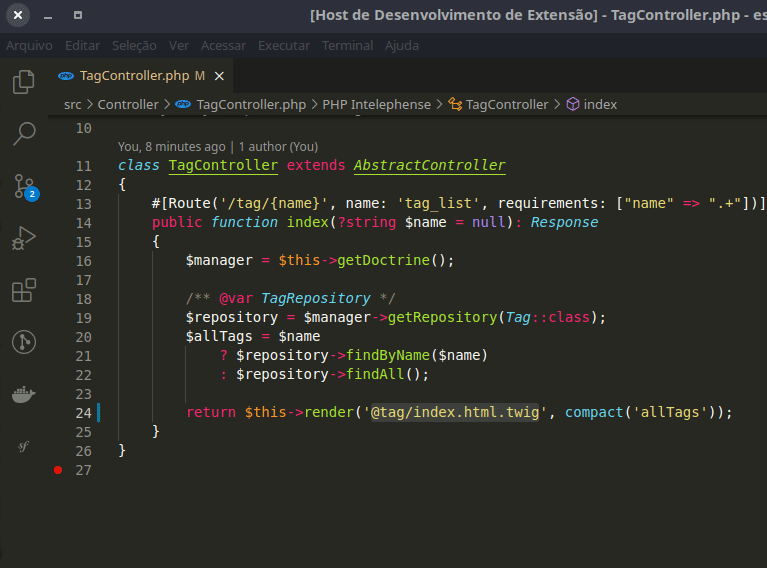 [Host de Desenvolvimento de Extensão] - TagController.php - es
Arquivo Editar Seleção Ver Acessar Executar Terminal Ajuda
php TagController.php M
src > Controller > php TagController.php > PHP Intelephense > TagController > index
10
You, 8 minutes ago | 1 author (You)
11 class TagController extends AbstractController
12 {
13 #[Route('/tag/{name}', name: 'tag_list', requirements: ["name" => ".+"])]
14 public function index(?string $name = null): Response
15 {
16 $manager = $this->getDoctrine();
17
18 /** @var TagRepository */
19 $repository = $manager->getRepository(Tag::class);
20 $allTags = $name
21 ? $repository->findByName($name)
22 : $repository->findAll();
23
24 return $this->render('@tag/index.html.twig', compact('allTags'));
25 }
26 }
27
2
sf